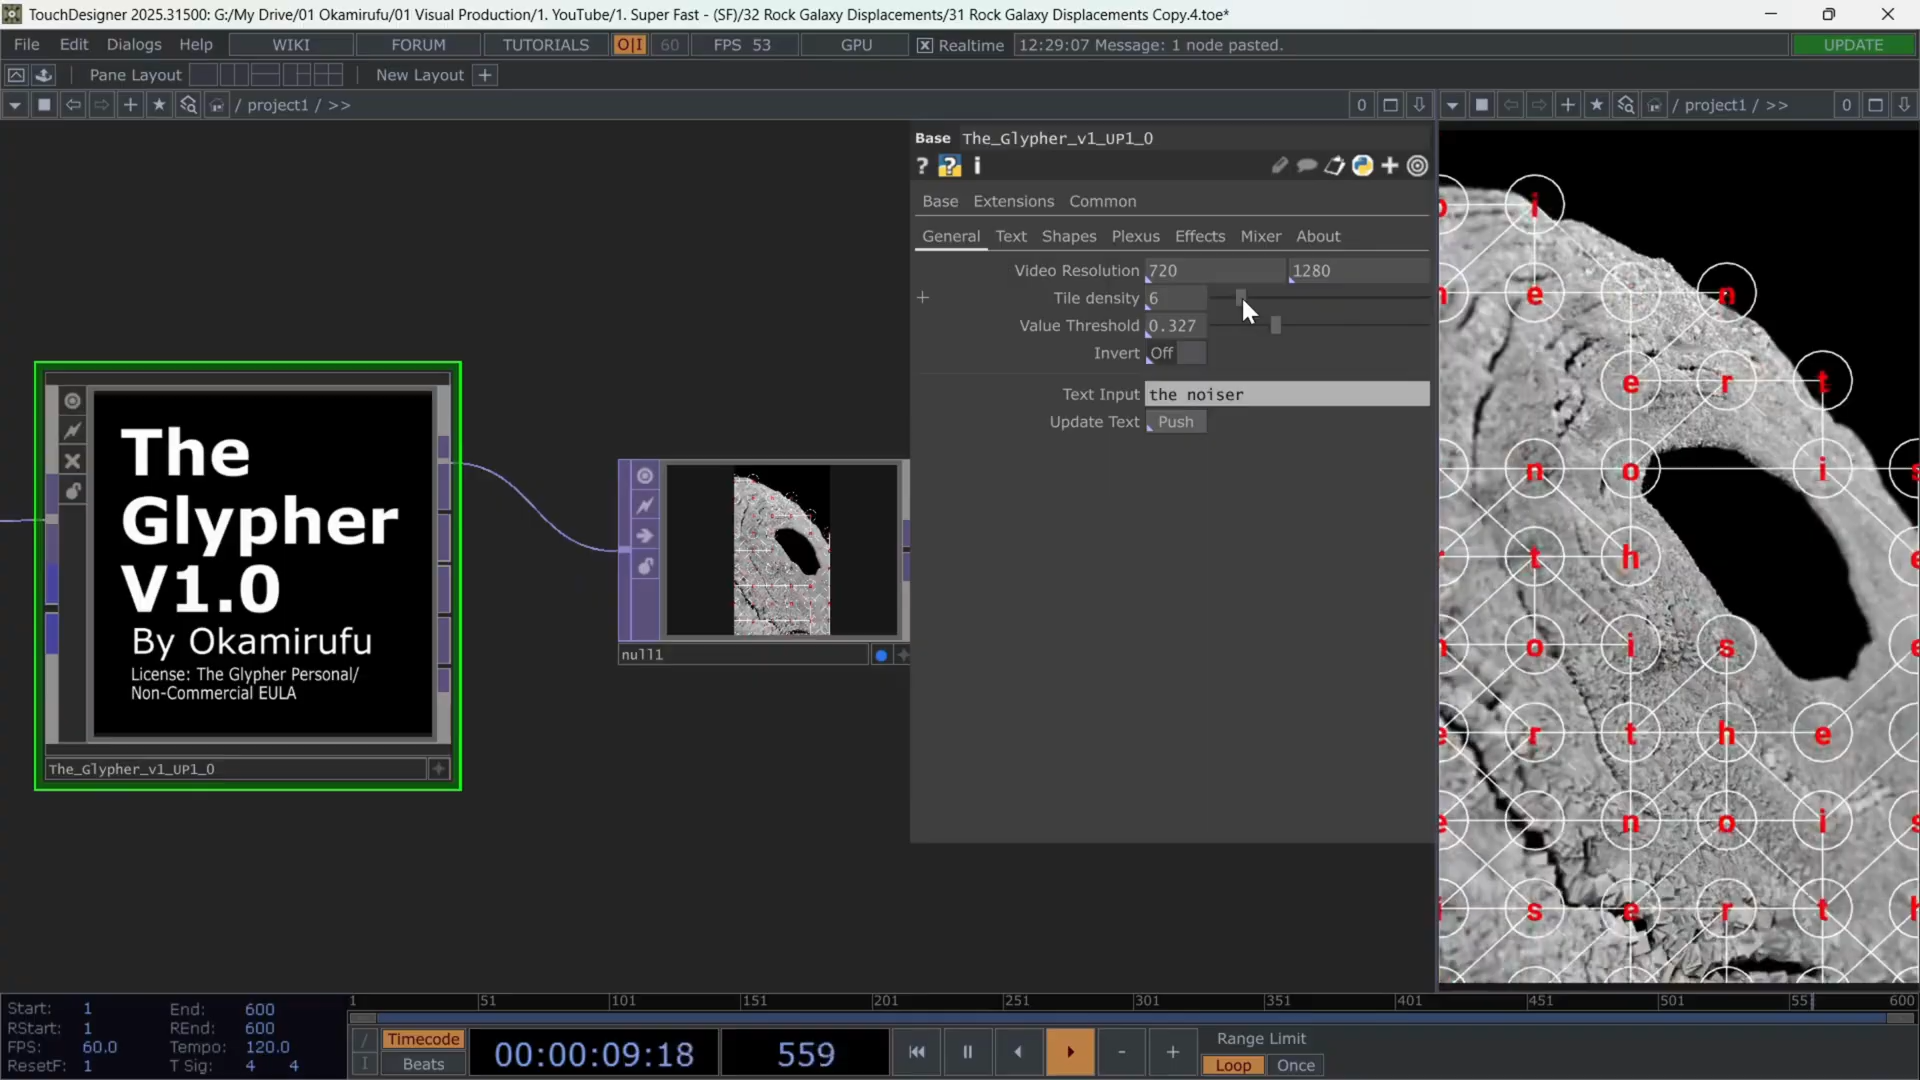 TouchDesigner 2025.31500: G:/My Drive/01 Okamirufu/01 Visual Production/1. YouTube/1. Super Fast - (SF)/32 Rock Galaxy Displacements/31 Rock Galaxy Displacements Copy.4.toe*
File Edit Dialogs Help WIKI FORUM TUTORIALS O|I 60 FPS 53 GPU X Realtime 12:29:07 Message: 1 node pasted. UPDATE
Pane Layout New Layout +
/ project1 / >> 0 / project1 / >> 0
Base The_Glypher_v1_UP1_0
? ? i
Base Extensions Common
General Text Shapes Plexus Effects Mixer About
Video Resolution 720 1280
+ Tile density 6
Value Threshold 0.327
Invert Off
Text Input the noiser
Update Text Push
The
Glypher
V1.0
By Okamirufu
License: The Glypher Personal/
Non-Commercial EULA
The_Glypher_v1_UP1_0
null1
i
e n
e r t
n o i s
t h e
o i s e
r t h e
n o i s
s e r t h
1 51 101 151 201 251 301 351 401 451 501 551 600
Start: 1 End: 600
RStart: 1 REnd: 600
FPS: 60.0 Tempo: 120.0
ResetF: 1 T Sig: 4 4
/ Timecode
I Beats
00:00:09:18 559 - +
Range Limit
Loop Once